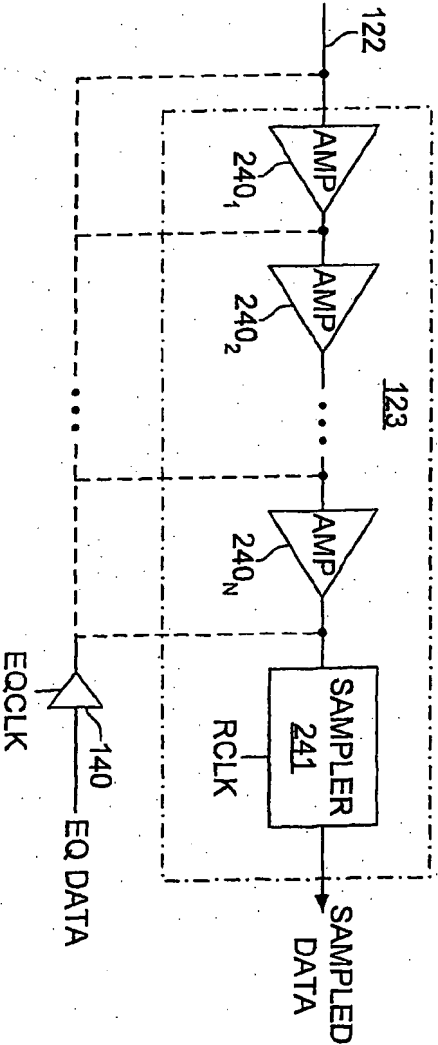 122
AMP
240₁
AMP
240₂
123
AMP
240N
SAMPLER
241
RCLK
SAMPLED
DATA
EQCLK
140
EQ DATA